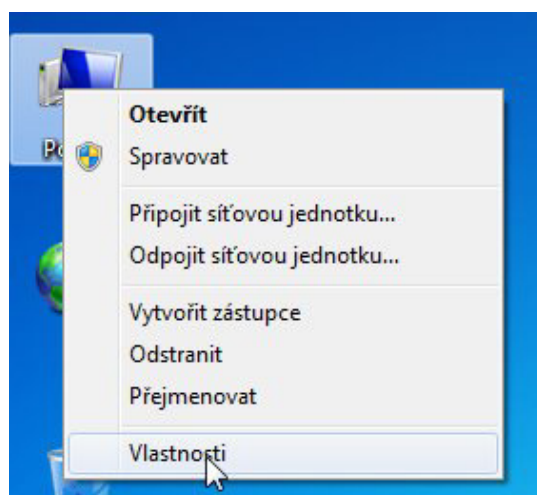 Otevřít
Spravovat
Připojit síťovou jednotku...
Odpojit síťovou jednotku...
Vytvořit zástupce
Odstranit
Přejmenovat
Vlastnosti